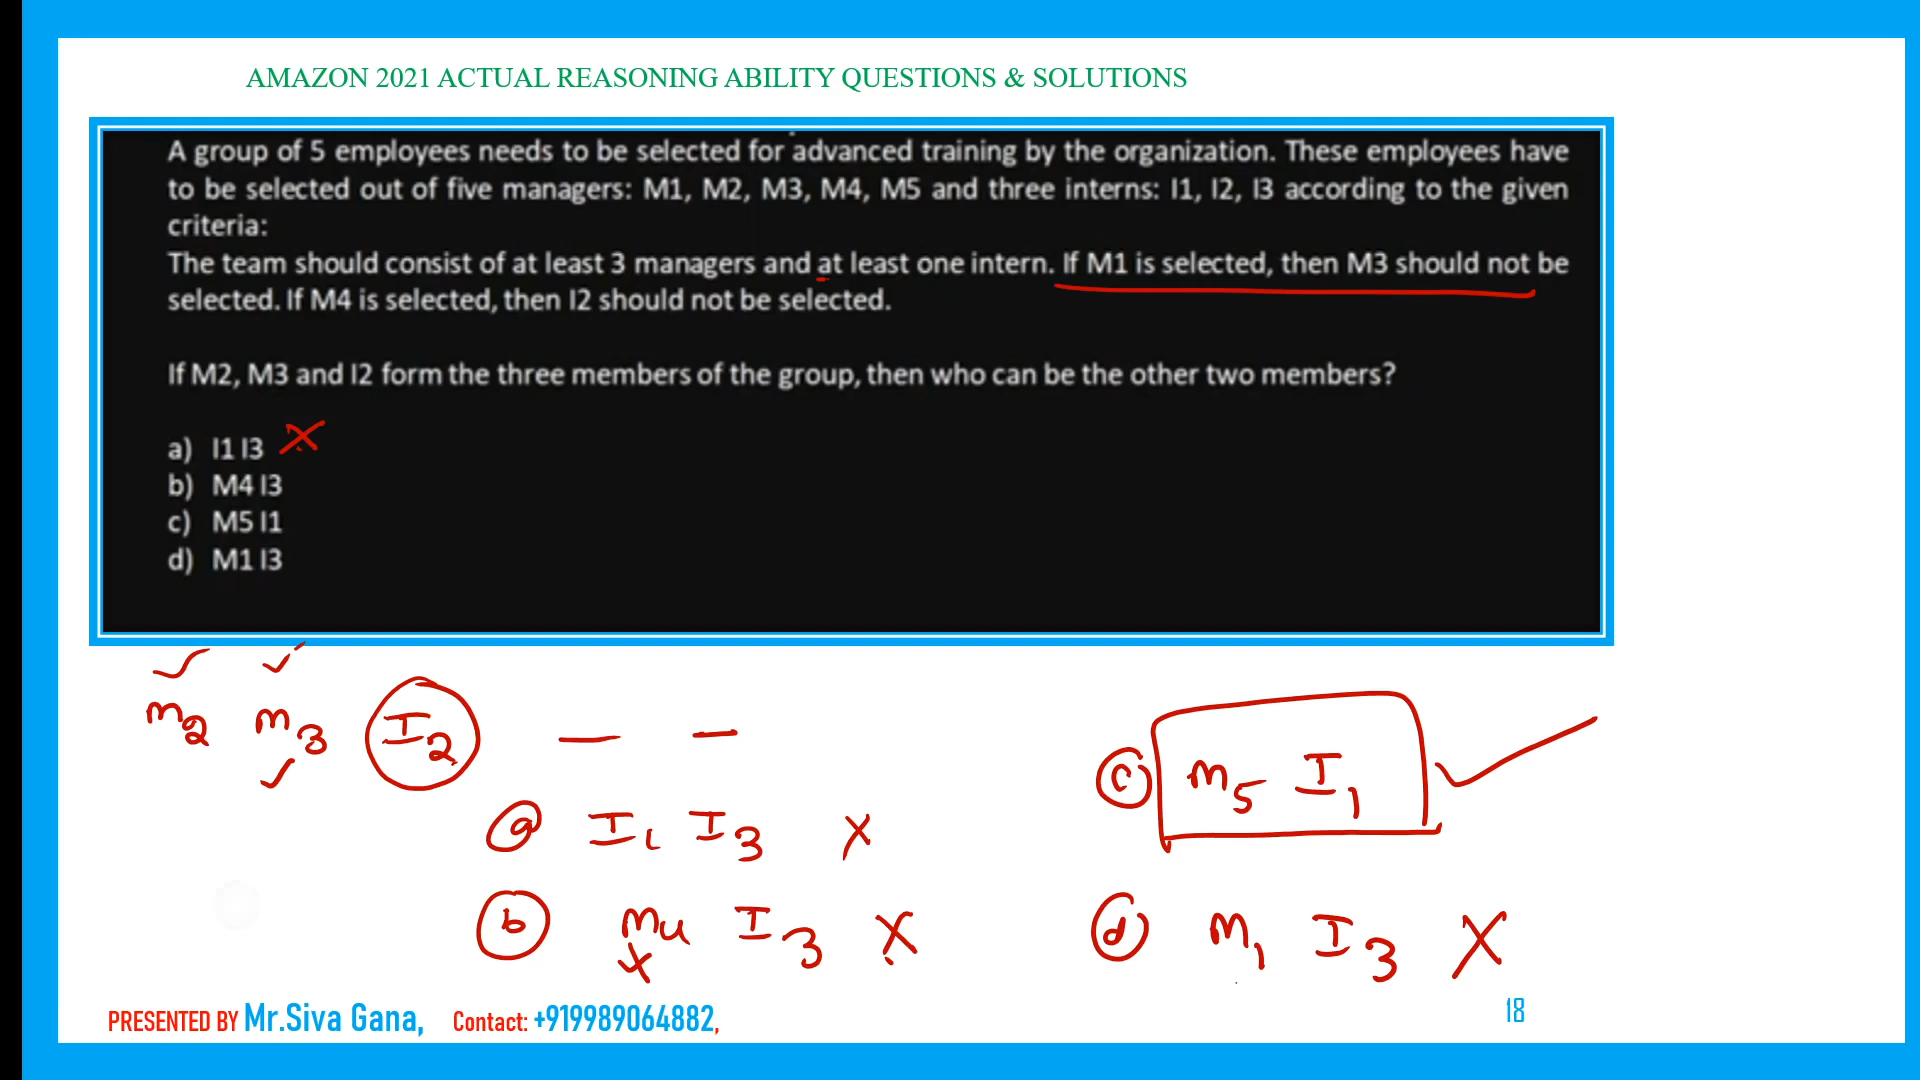 AMAZON 2021 ACTUAL REASONING ABILITY QUESTIONS & SOLUTIONS
A group of 5 employees needs to be selected for advanced training by the organization. These employees have
to be selected out of five managers: M1, M2, M3, M4, M5 and three interns: I1, I2, I3 according to the given
criteria:
The team should consist of at least 3 managers and at least one intern. If M1 is selected, then M3 should not be
selected. If M4 is selected, then I2 should not be selected.
If M2, M3 and I2 form the three members of the group, then who can be the other two members?
a) I1 I3
b) M4 I3
c) M5 I1
d) M1 I3
m2 m3 I2
a I1 I3 X
b m4 I3 X
c m5 I1
d m1 I3 X
PRESENTED BY Mr.Siva Gana, Contact: +919989064882,
18